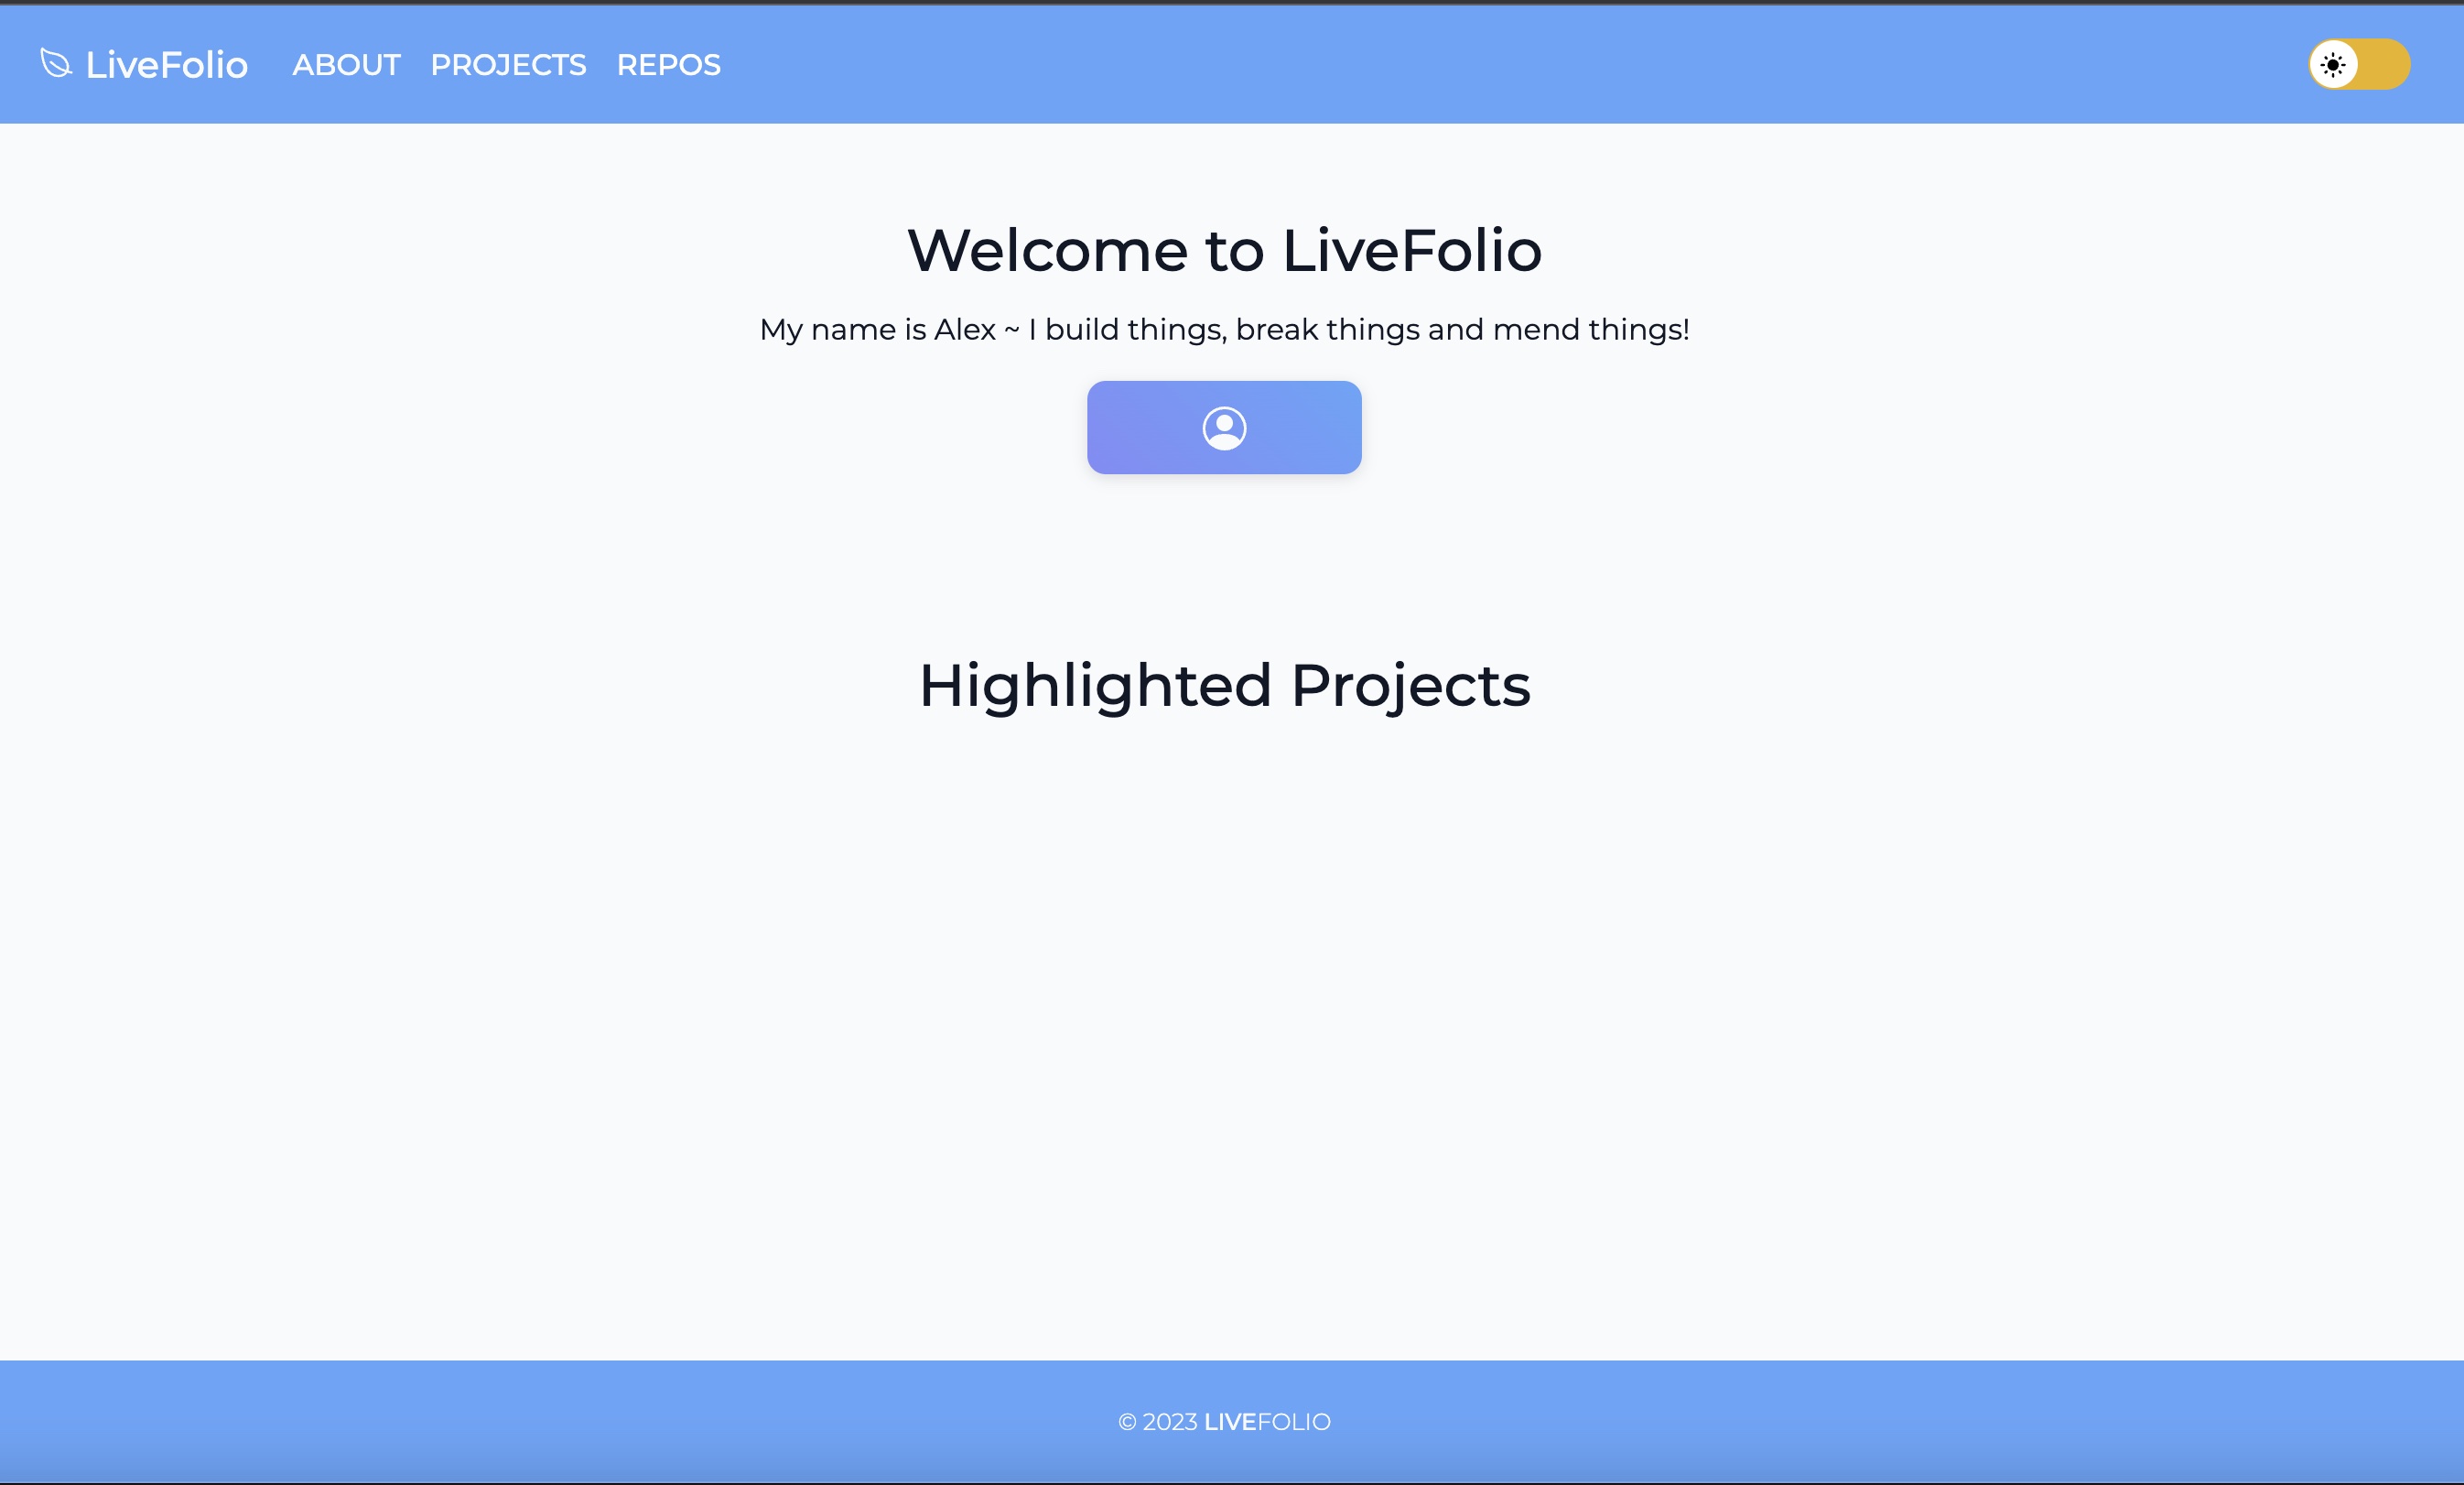 LiveFolio ABOUT PROJECTS REPOS
Welcome to LiveFolio
My name is Alex ~ I build things, break things and mend things!
Highlighted Projects
© 2023 LIVEFOLIO